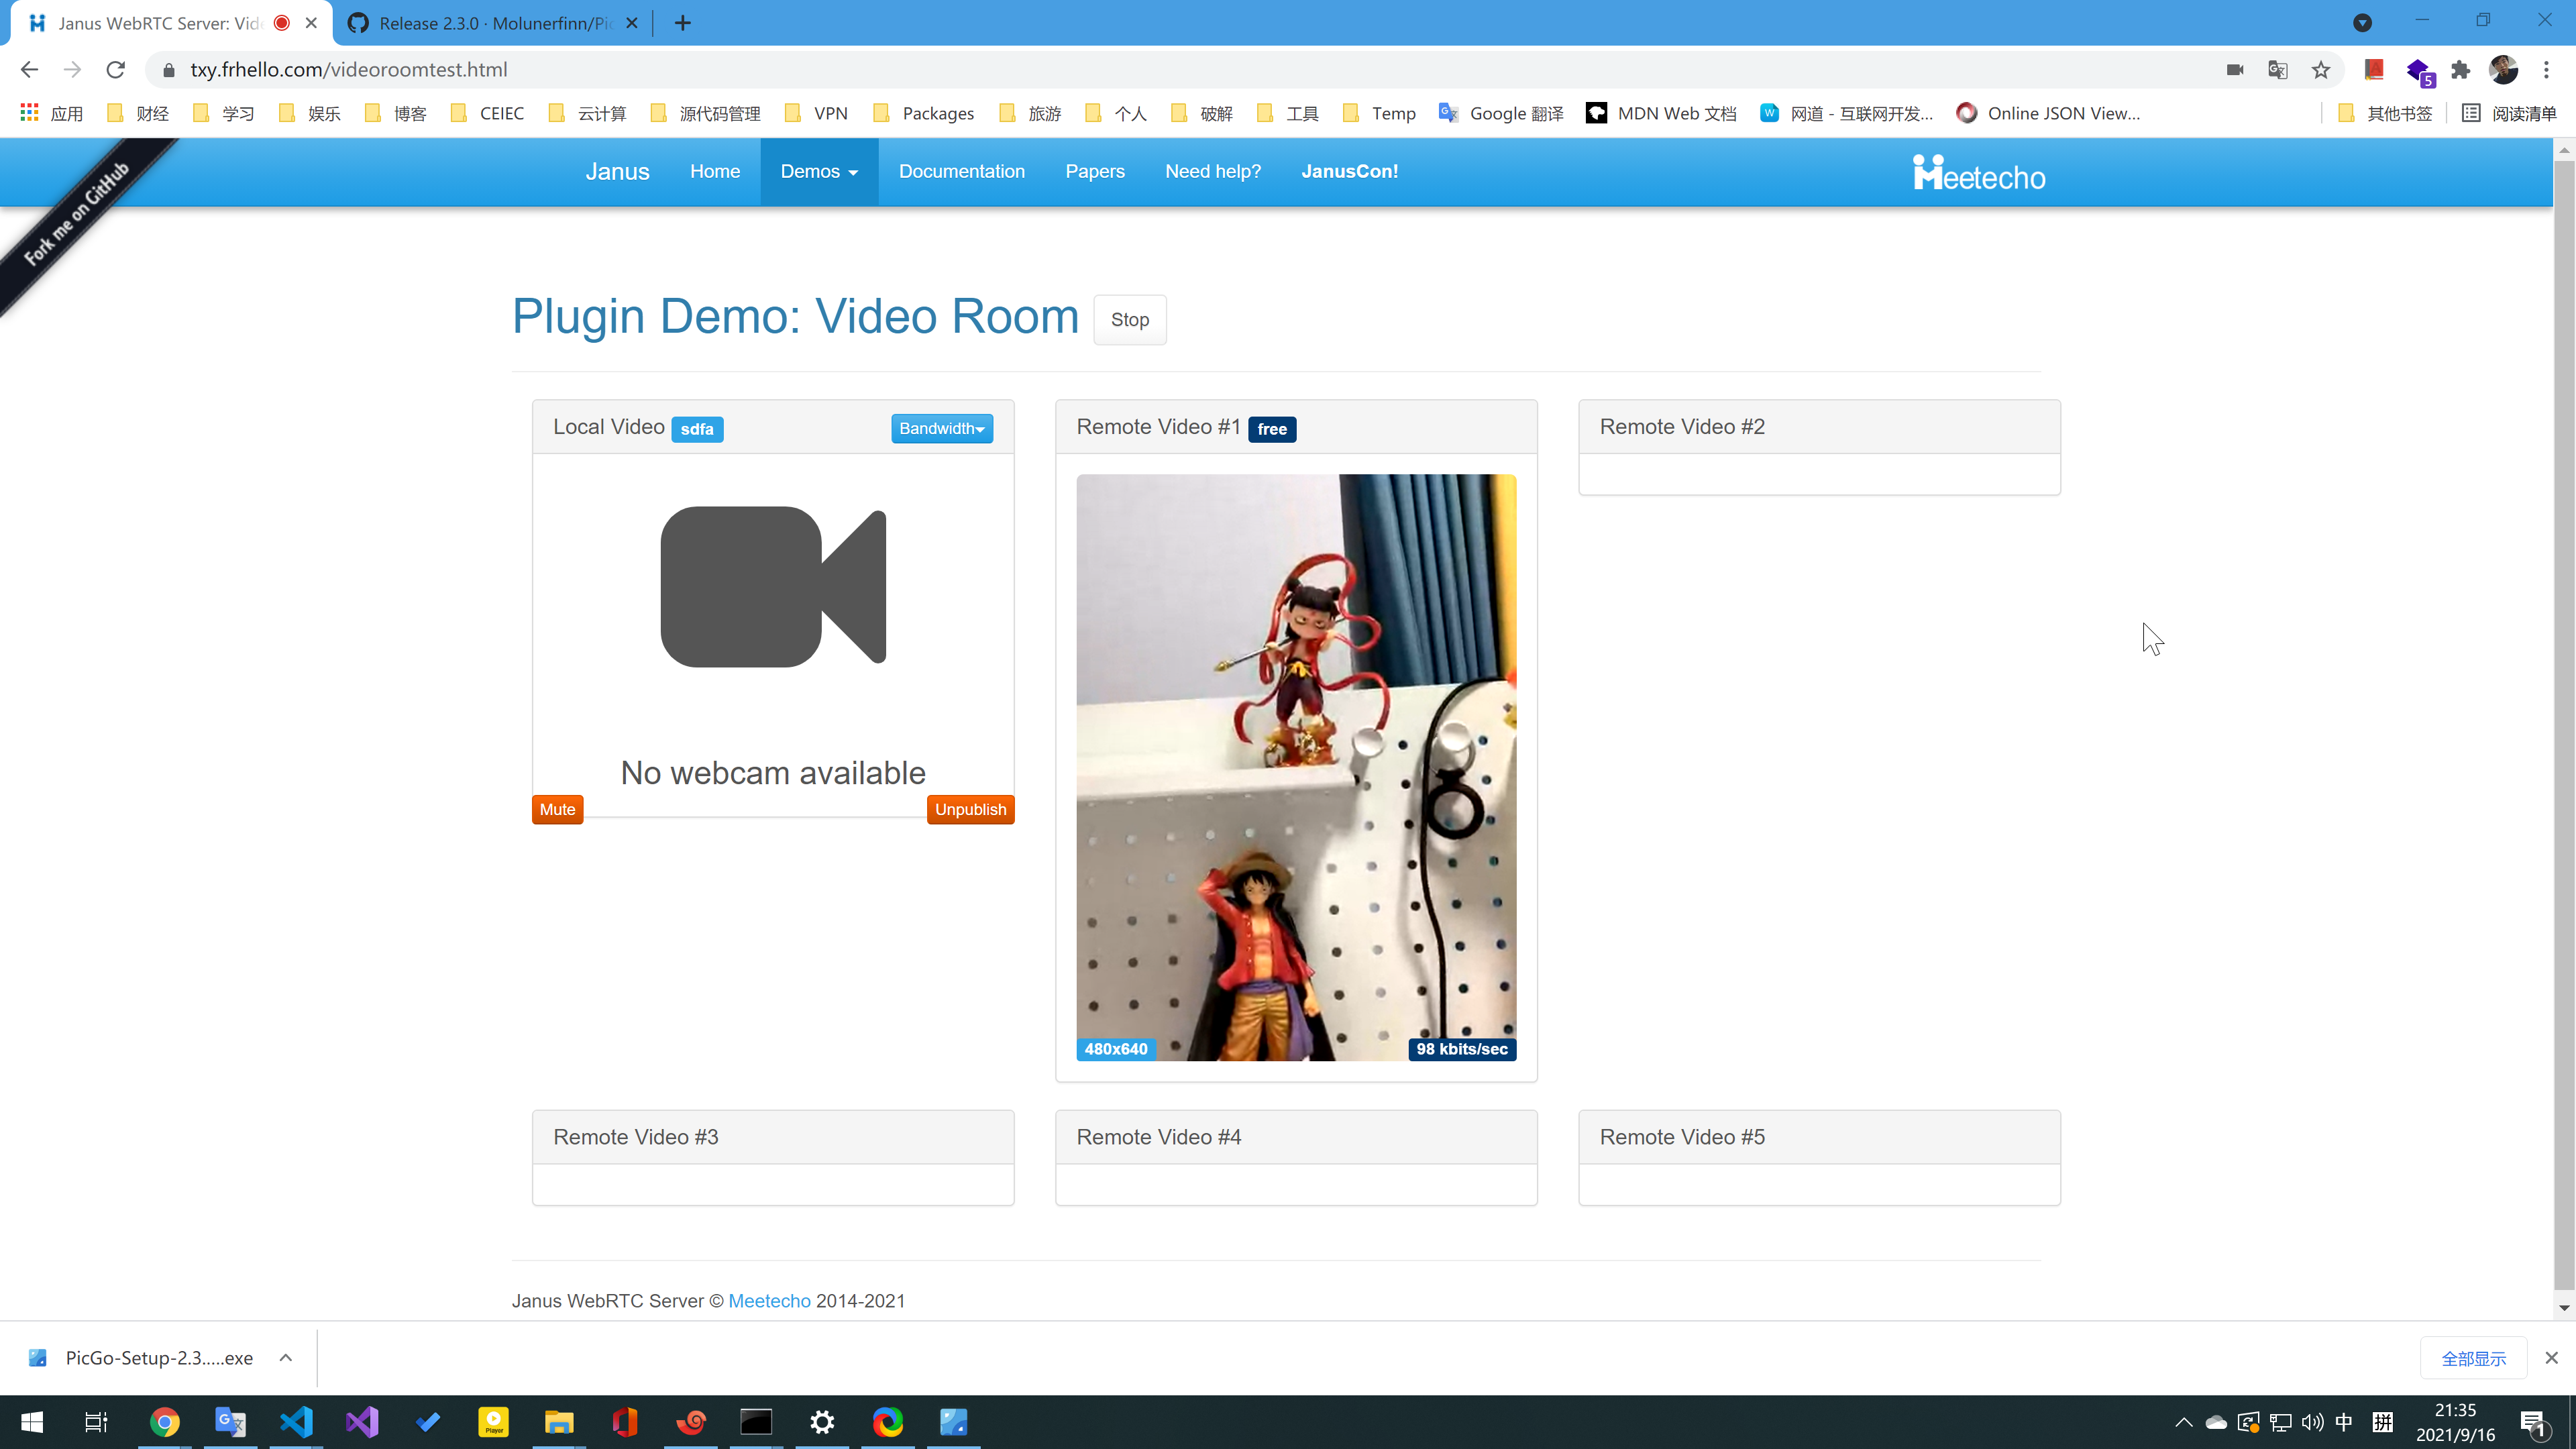 Janus WebRTC Server: Vid
Release 2.3.0 · Molunerfinn/Pic
txy.frhello.com/videoroomtest.html
5
应用 财经 学习 娱乐 博客 CEIEC 云计算 源代码管理 VPN Packages 旅游 个人 破解 工具 Temp Google 翻译 MDN Web 文档 网道 - 互联网开发... Online JSON View... 其他书签 阅读清单
Fork me on GitHub
Janus Home Demos Documentation Papers Need help? JanusCon! Meetecho
Plugin Demo: Video Room Stop
Local Video sdfa Bandwidth
Remote Video #1 free
Remote Video #2
No webcam available
Mute Unpublish
480x640 98 kbits/sec
Remote Video #3
Remote Video #4
Remote Video #5
Janus WebRTC Server © Meetecho 2014-2021
PicGo-Setup-2.3.....exe
全部显示
Player
中 拼
21:35
2021/9/16
1